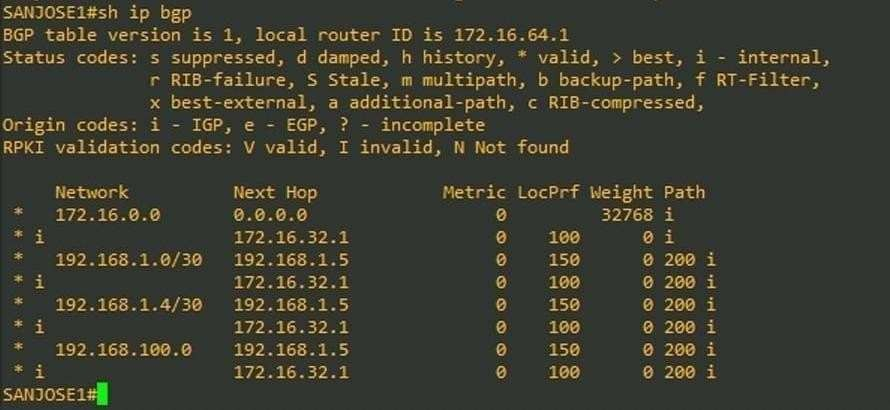 SANJOSE1#sh ip bgp
BGP table version is 1, local router ID is 172.16.64.1
Status codes: s suppressed, d damped, h history, * valid, > best, i - internal,
              r RIB-failure, S Stale, m multipath, b backup-path, f RT-Filter,
              x best-external, a additional-path, c RIB-compressed,
Origin codes: i - IGP, e - EGP, ? - incomplete
RPKI validation codes: V valid, I invalid, N Not found

     Network          Next Hop            Metric LocPrf Weight Path
 *   172.16.0.0       0.0.0.0                  0         32768 i
 * i                  172.16.32.1              0    100      0 i
 *   192.168.1.0/30   192.168.1.5              0    150      0 200 i
 * i                  172.16.32.1              0    100      0 200 i
 *   192.168.1.4/30   192.168.1.5              0    150      0 200 i
 * i                  172.16.32.1              0    100      0 200 i
 *   192.168.100.0    192.168.1.5              0    150      0 200 i
 * i                  172.16.32.1              0    100      0 200 i
SANJOSE1#